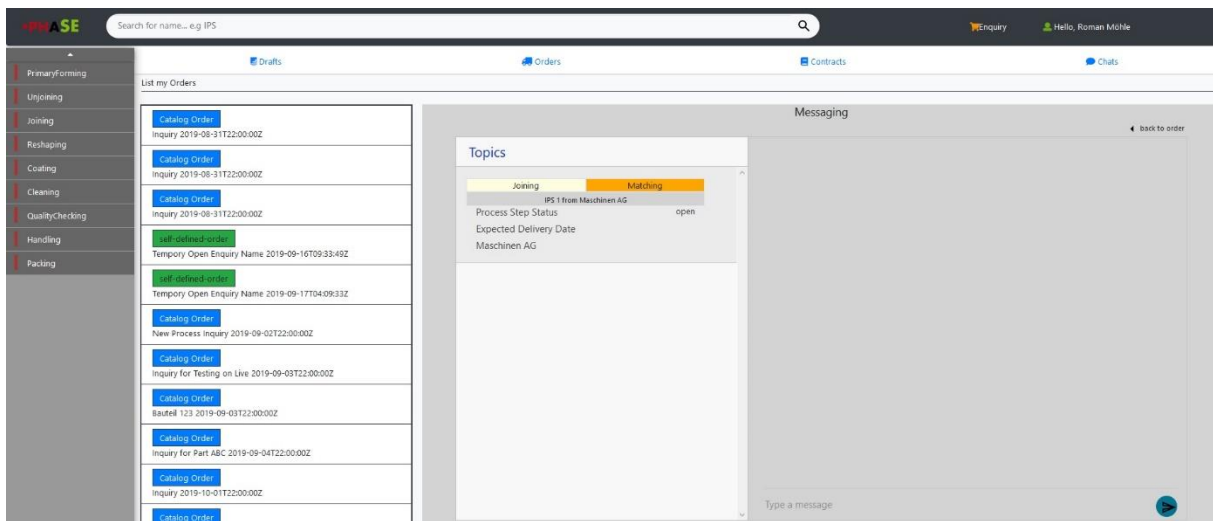 +PHASE
Search for name... e.g IPS
Enquiry
Hello, Roman Möhle
PrimaryForming
Unjoining
Joining
Reshaping
Coating
Cleaning
QualityChecking
Handling
Packing
Drafts
Orders
Contracts
Chats
List my Orders
Catalog Order
Inquiry 2019-08-31T22:00:00Z
Catalog Order
Inquiry 2019-08-31T22:00:00Z
Catalog Order
Inquiry 2019-08-31T22:00:00Z
self-defined-order
Tempory Open Enquiry Name 2019-09-16T09:33:49Z
self-defined-order
Tempory Open Enquiry Name 2019-09-17T04:09:33Z
Catalog Order
New Process Inquiry 2019-09-02T22:00:00Z
Catalog Order
Inquiry for Testing on Live 2019-09-03T22:00:00Z
Catalog Order
Bauteil 123 2019-09-03T22:00:00Z
Catalog Order
Inquiry for Part ABC 2019-09-04T22:00:00Z
Catalog Order
Inquiry 2019-10-01T22:00:00Z
Catalog Order
Messaging
back to order
Topics
Joining Matching
IPS 1 from Maschinen AG
Process Step Status open
Expected Delivery Date
Maschinen AG
Type a message